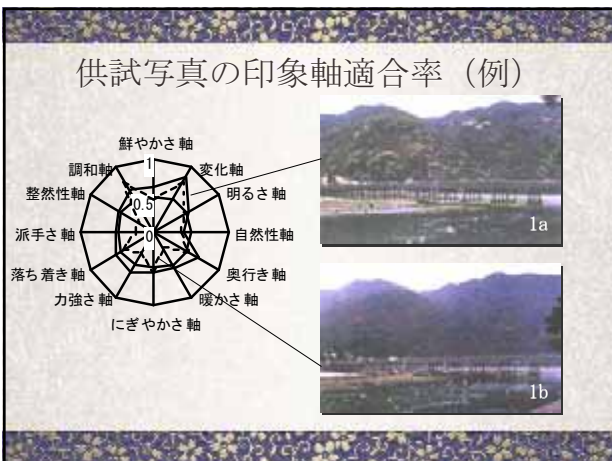 供試写真の印象軸適合率（例）
鮮やかさ軸
変化軸
明るさ軸
自然性軸
奥行き軸
暖かさ軸
にぎやかさ軸
力強さ軸
落ち着き軸
派手さ軸
整然性軸
調和軸
1
0.5
0
1a
1b